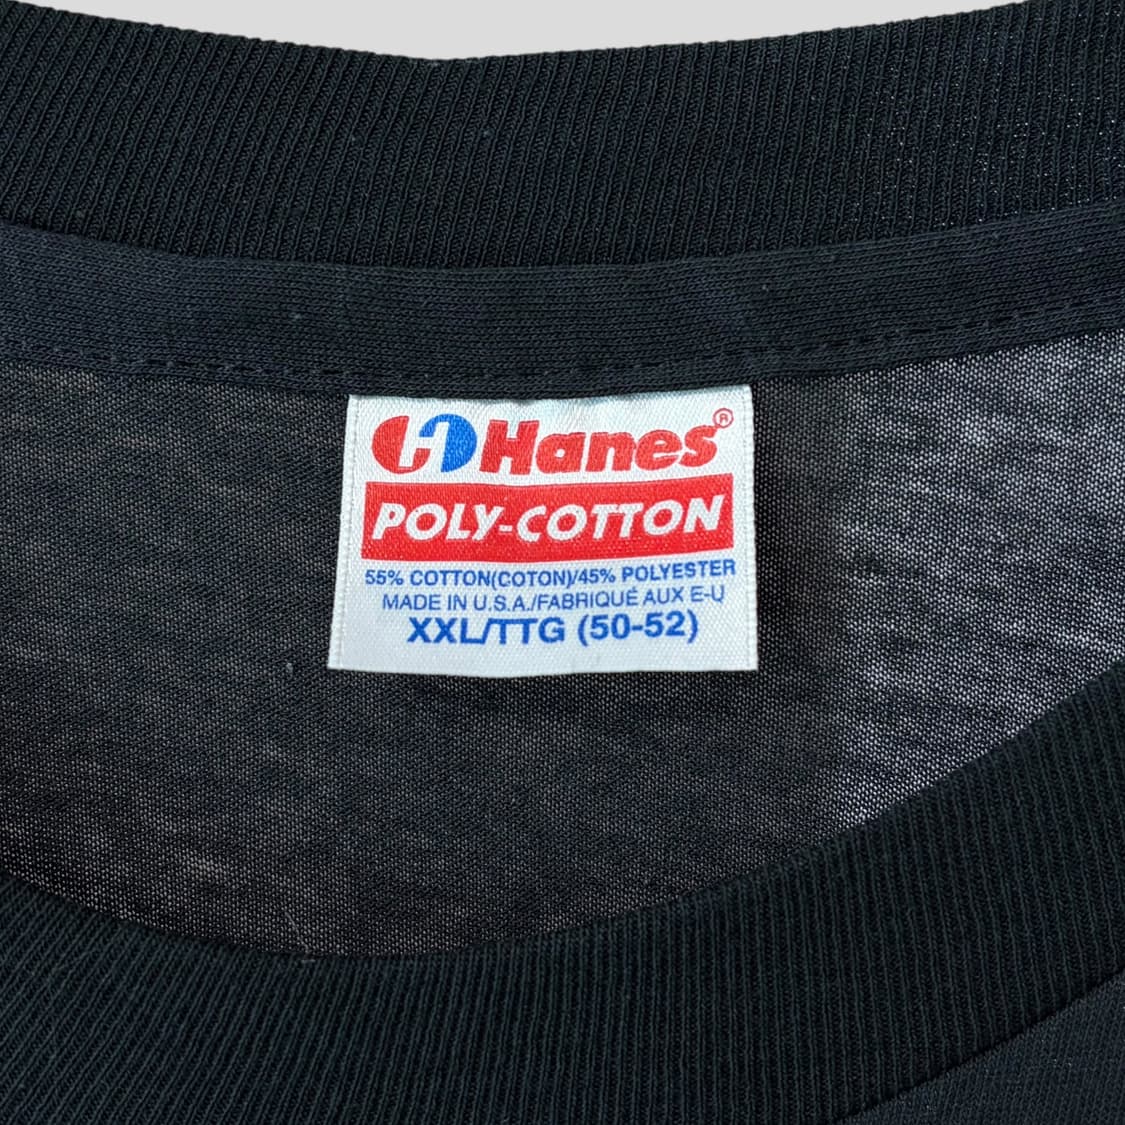 Hanes®
POLY-COTTON
55% COTTON(COTON)/45% POLYESTER
MADE IN U.S.A./FABRIQUÉ AUX E-U
XXL/TTG (50-52)